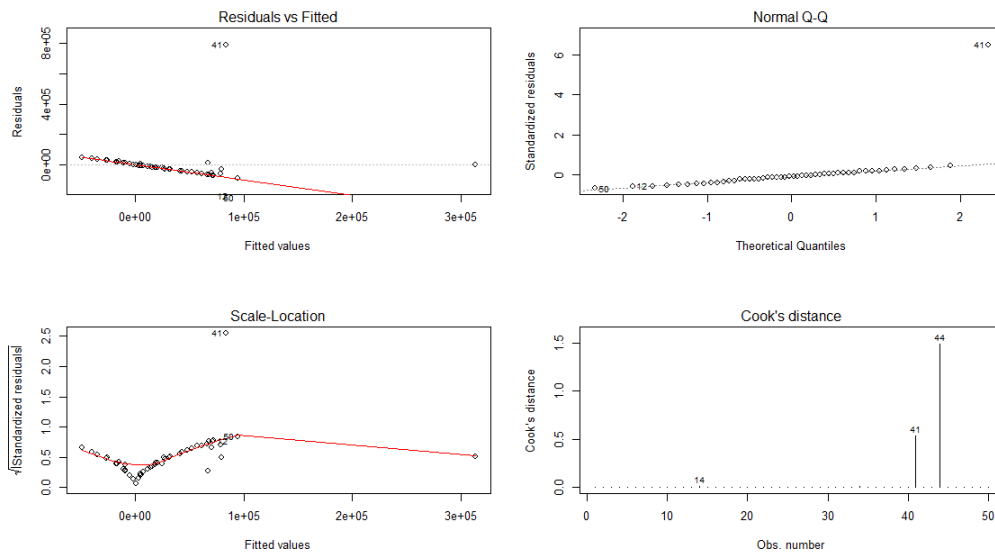 Residuals vs Fitted
Residuals
0e+00 4e+05 8e+05
41
12
50
0e+00 1e+05 2e+05 3e+05
Fitted values
Normal Q-Q
Standardized residuals
0 2 4 6
41
50
12
-2 -1 0 1 2
Theoretical Quantiles
Scale-Location
√|Standardized residuals|
0.0 0.5 1.0 1.5 2.0 2.5
41
50
12
0e+00 1e+05 2e+05 3e+05
Fitted values
Cook's distance
Cook's distance
0.0 0.5 1.0 1.5
14
41
44
0 10 20 30 40 50
Obs. number